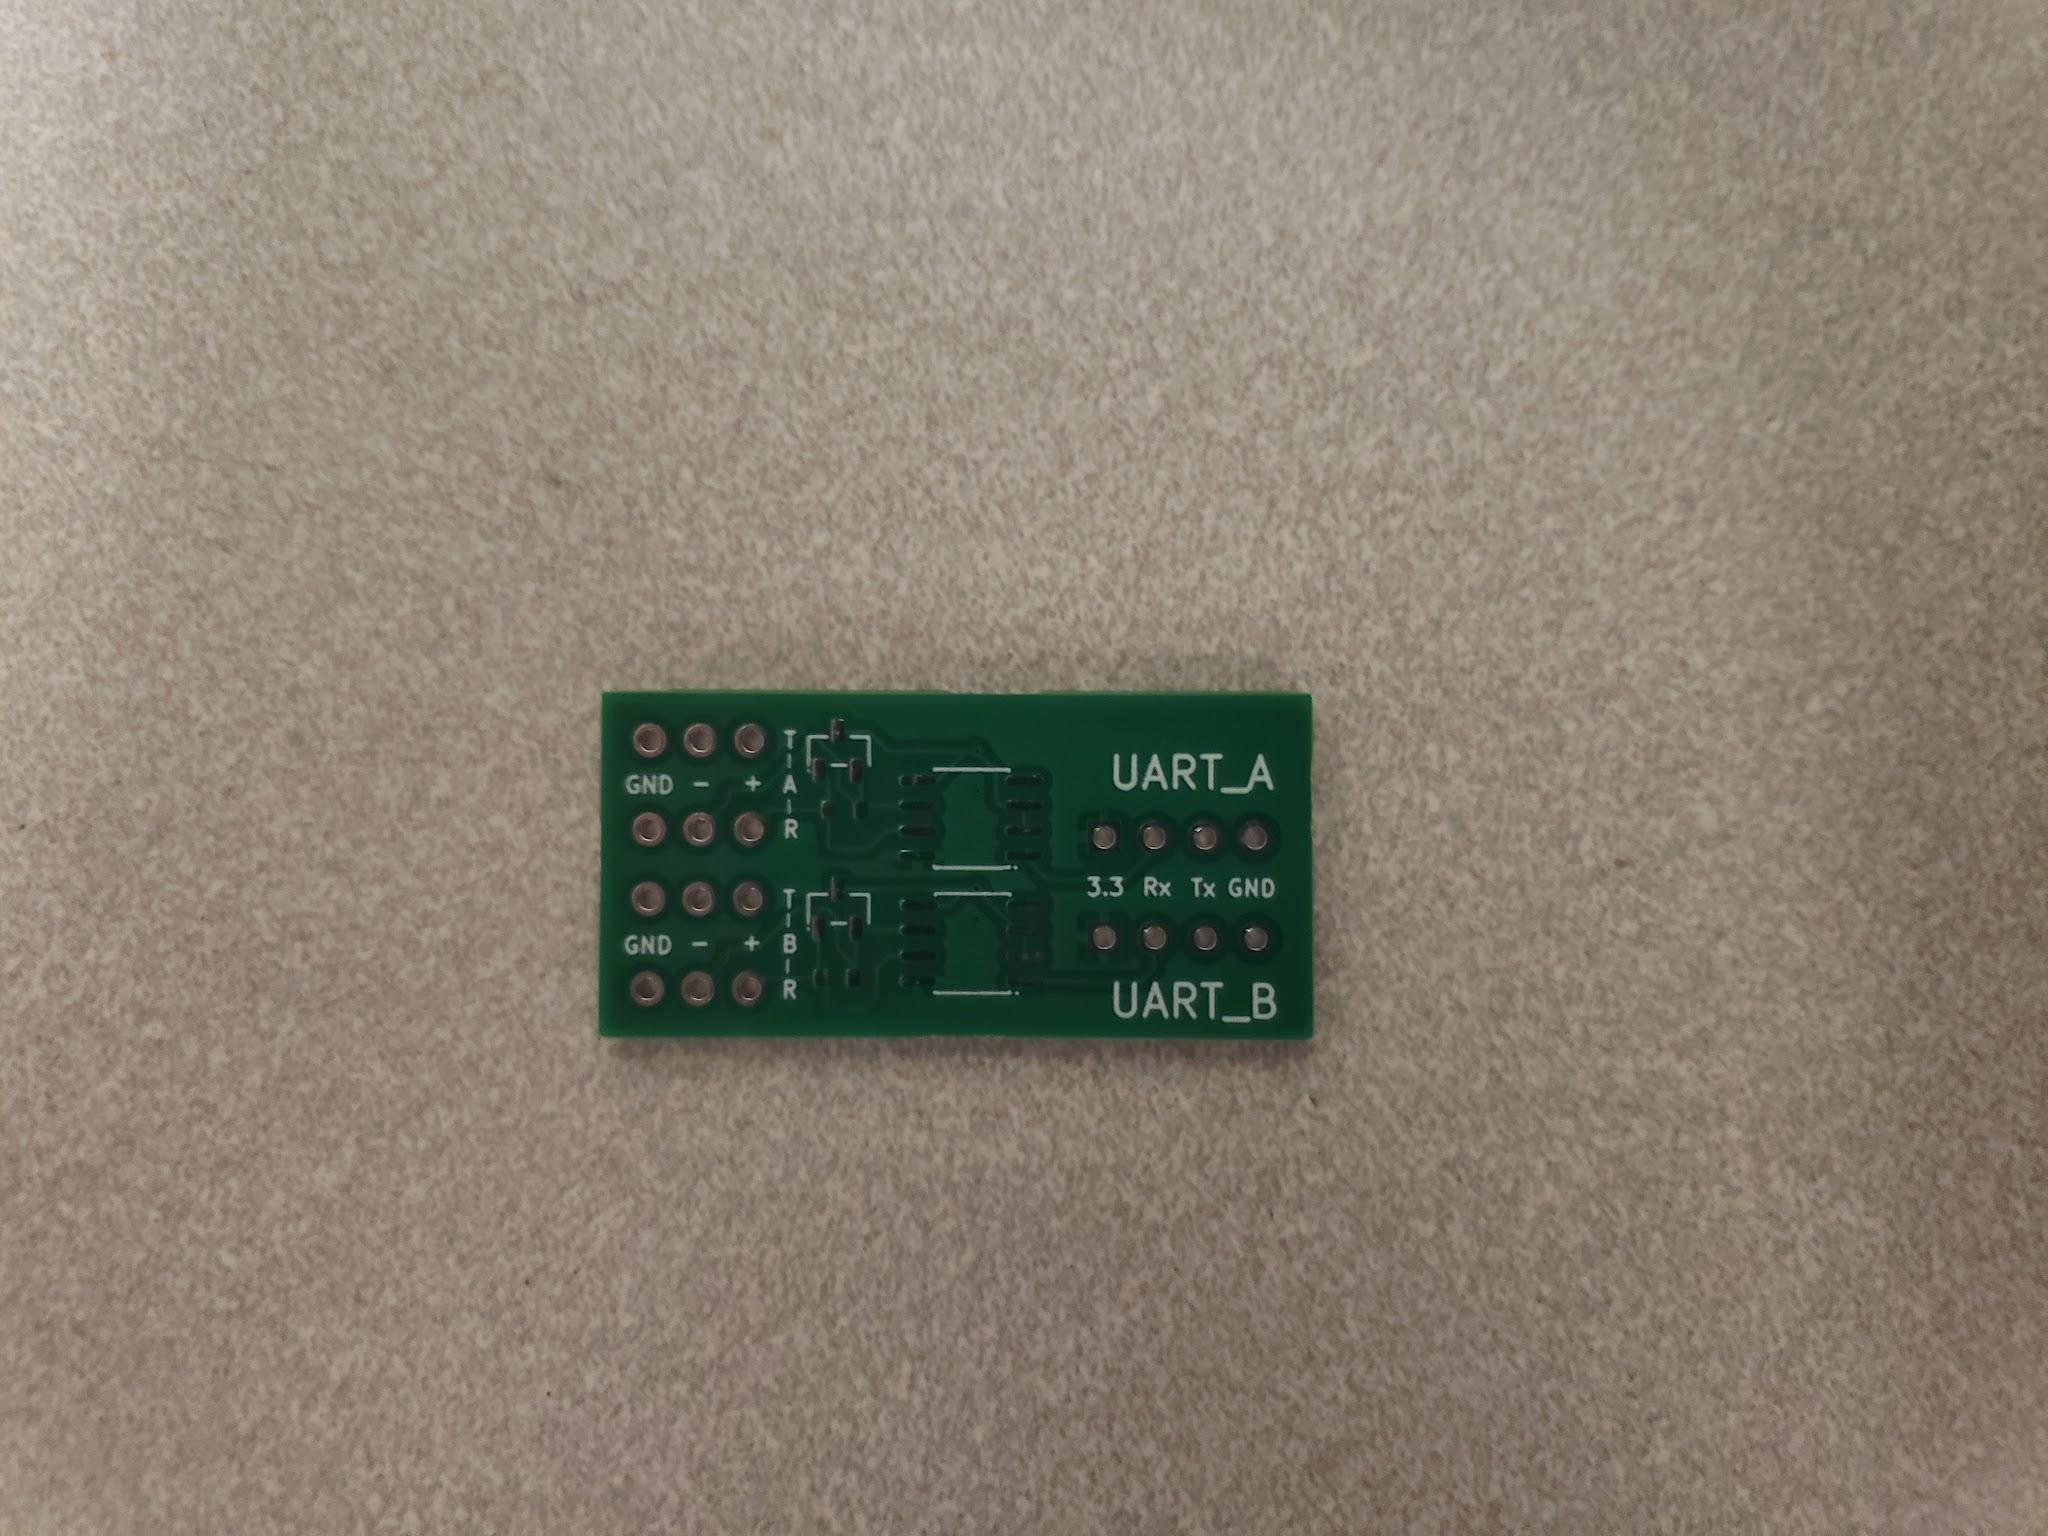 UART_A
GND - +
T-A-R
3.3 Rx Tx GND
GND - +
T-B-R
UART_B